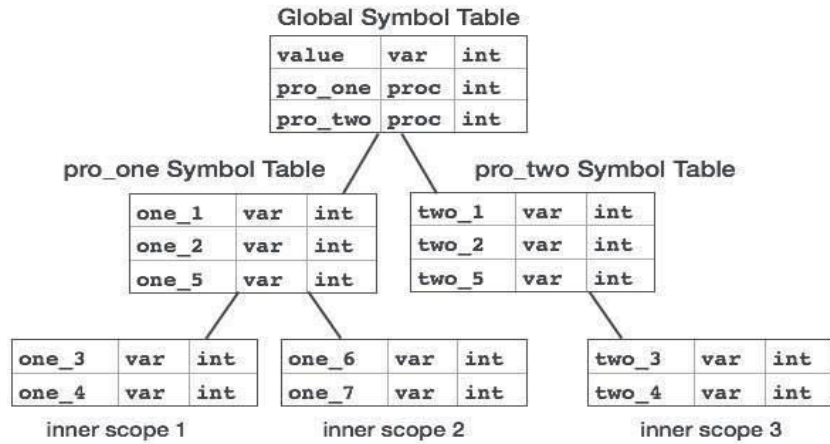 Global Symbol Table
value var int
pro_one proc int
pro_two proc int
pro_one Symbol Table
one_1 var int
one_2 var int
one_5 var int
pro_two Symbol Table
two_1 var int
two_2 var int
two_5 var int
one_3 var int
one_4 var int
inner scope 1
one_6 var int
one_7 var int
inner scope 2
two_3 var int
two_4 var int
inner scope 3